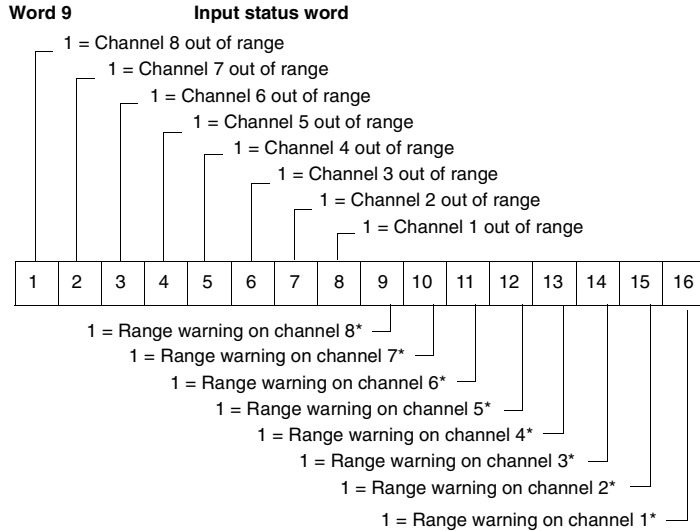 Word 9 Input status word
1 = Channel 8 out of range
1 = Channel 7 out of range
1 = Channel 6 out of range
1 = Channel 5 out of range
1 = Channel 4 out of range
1 = Channel 3 out of range
1 = Channel 2 out of range
1 = Channel 1 out of range
1 2 3 4 5 6 7 8 9 10 11 12 13 14 15 16
1 = Range warning on channel 8*
1 = Range warning on channel 7*
1 = Range warning on channel 6*
1 = Range warning on channel 5*
1 = Range warning on channel 4*
1 = Range warning on channel 3*
1 = Range warning on channel 2*
1 = Range warning on channel 1*